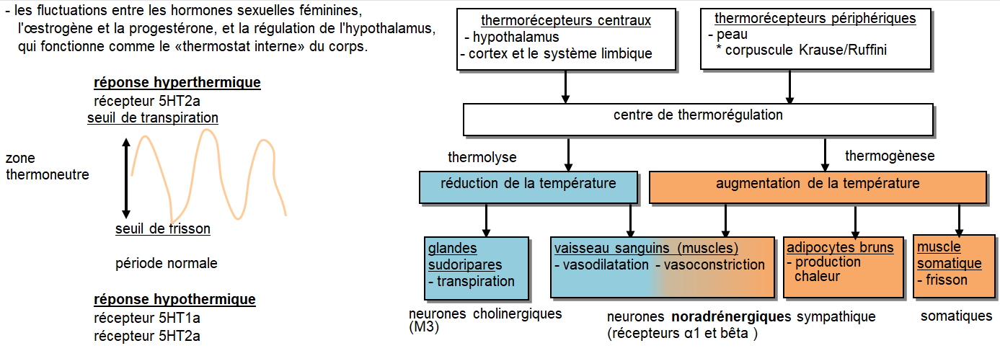 - les fluctuations entre les hormones sexuelles féminines,
l'œstrogène et la progestérone, et la régulation de l'hypothalamus,
qui fonctionne comme le «thermostat interne» du corps.
réponse hyperthermique
récepteur 5HT2a
seuil de transpiration
zone
thermoneutre
seuil de frisson
période normale
réponse hypothermique
récepteur 5HT1a
récepteur 5HT2a
thermorécepteurs centraux
- hypothalamus
- cortex et le système limbique
thermorécepteurs périphériques
- peau
* corpuscule Krause/Ruffini
centre de thermorégulation
thermolyse
thermogènese
réduction de la température
augmentation de la température
glandes
sudoripares
- transpiration
vaisseau sanguins (muscles)
- vasodilatation - vasoconstriction
adipocytes bruns
- production
chaleur
muscle
somatique
- frisson
neurones cholinergiques
(M3)
neurones noradrénergiques sympathique
(récepteurs α1 et bêta )
somatiques